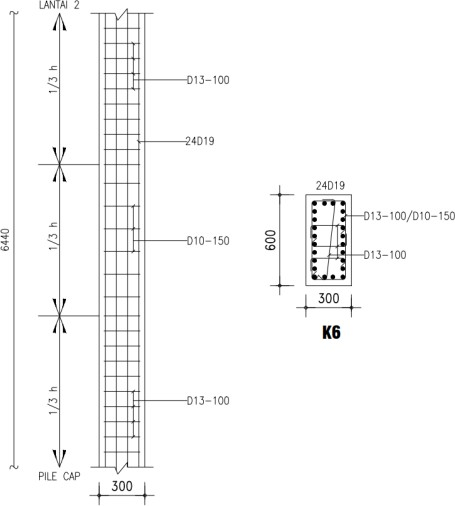 LANTAI 2
1/3 h
D13-100
24D19
6440
1/3 h
D10-150
1/3 h
D13-100
PILE CAP
300
24D19
D13-100/D10-150
600
D13-100
300
K6